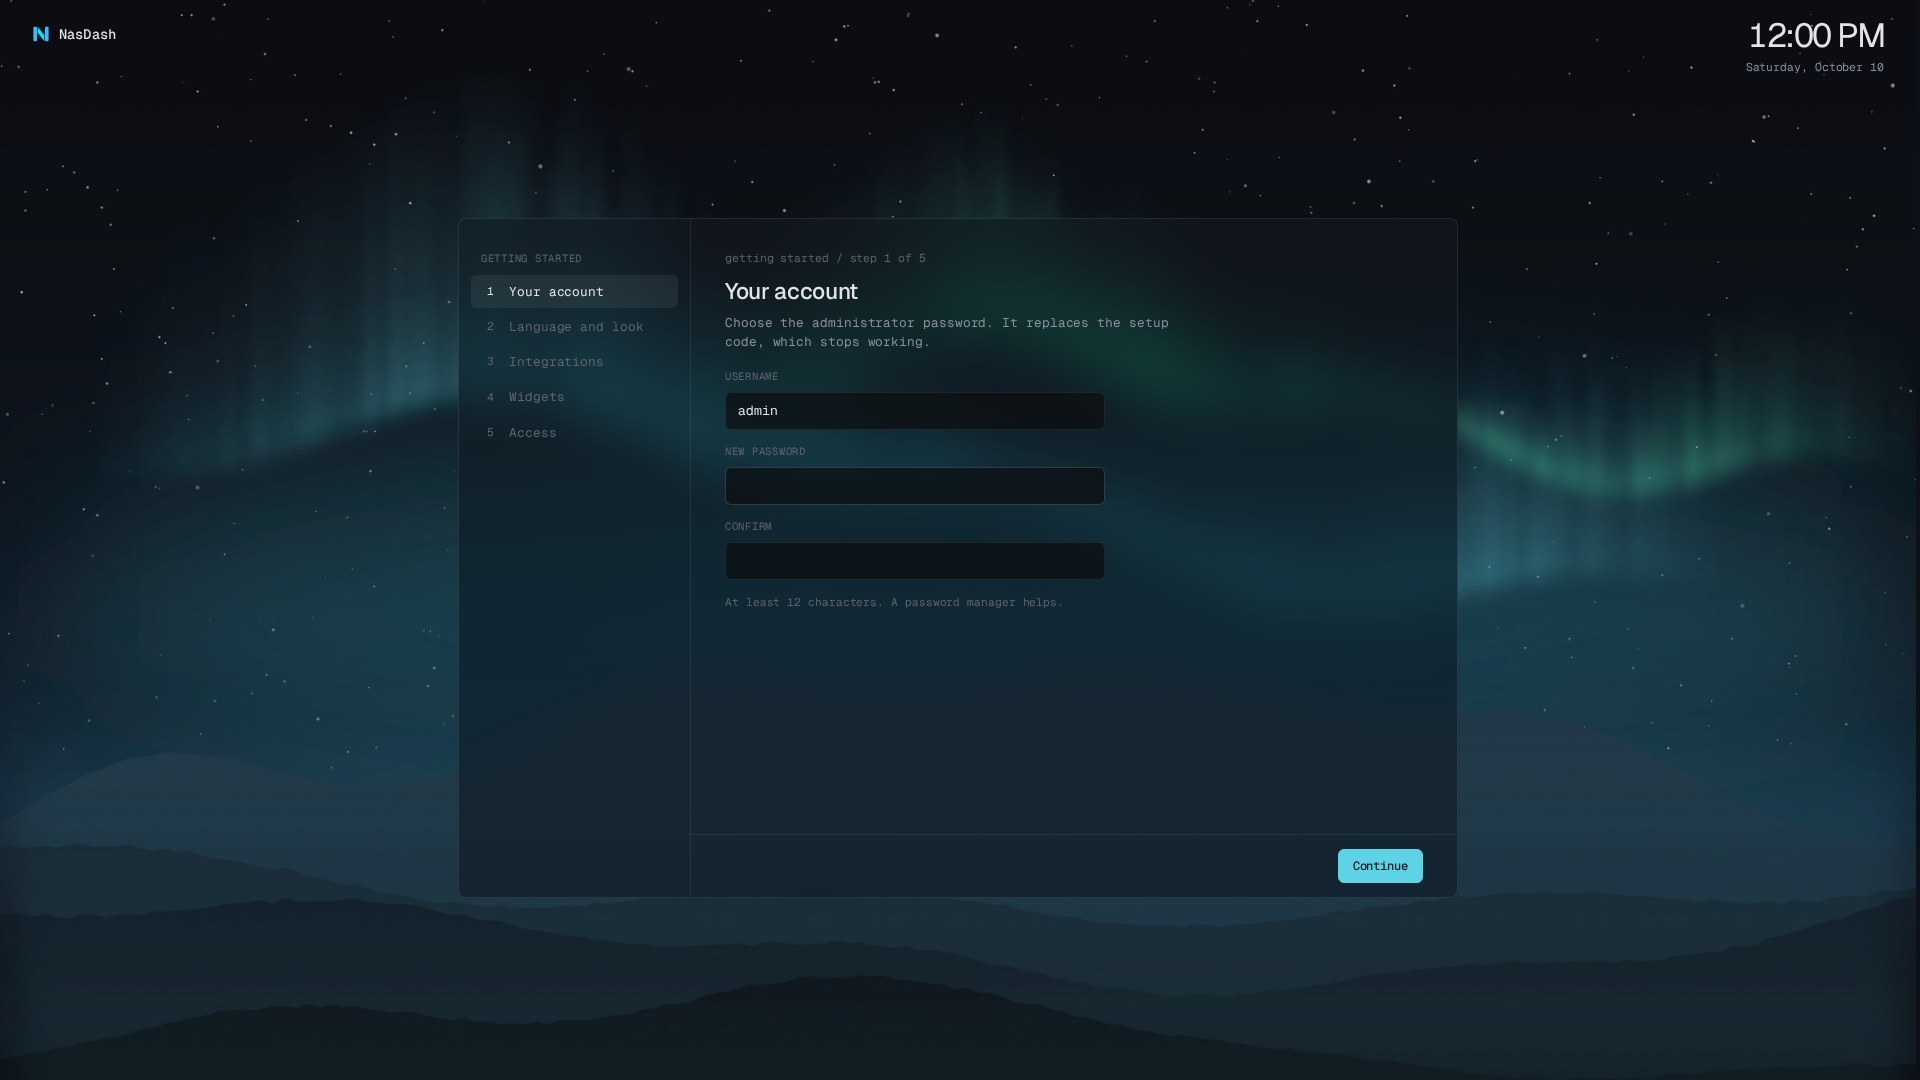 NasDash
12:00 PM
Saturday, October 10
GETTING STARTED
1 Your account
2 Language and look
3 Integrations
4 Widgets
5 Access
getting started / step 1 of 5
Your account
Choose the administrator password. It replaces the setup
code, which stops working.
USERNAME
admin
NEW PASSWORD
CONFIRM
At least 12 characters. A password manager helps.
Continue